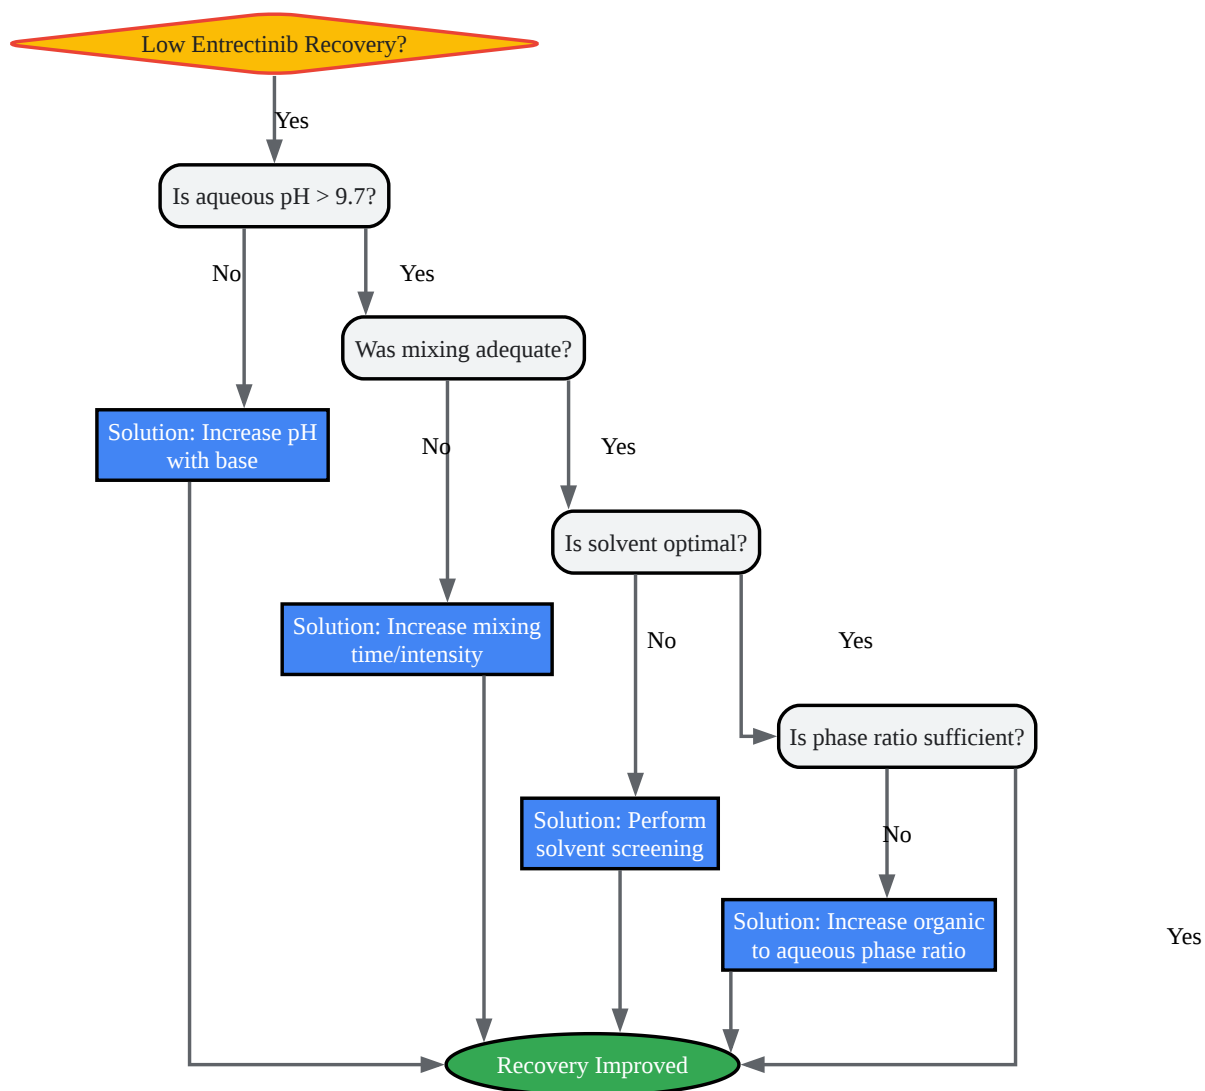 Low Entrectinib Recovery?
Yes
Is aqueous pH > 9.7?
No
Yes
Was mixing adequate?
Solution: Increase pH
with base
No
Yes
Is solvent optimal?
Solution: Increase mixing
time/intensity
No
Yes
Is phase ratio sufficient?
Solution: Perform
solvent screening
No
Solution: Increase organic
to aqueous phase ratio
Yes
Recovery Improved